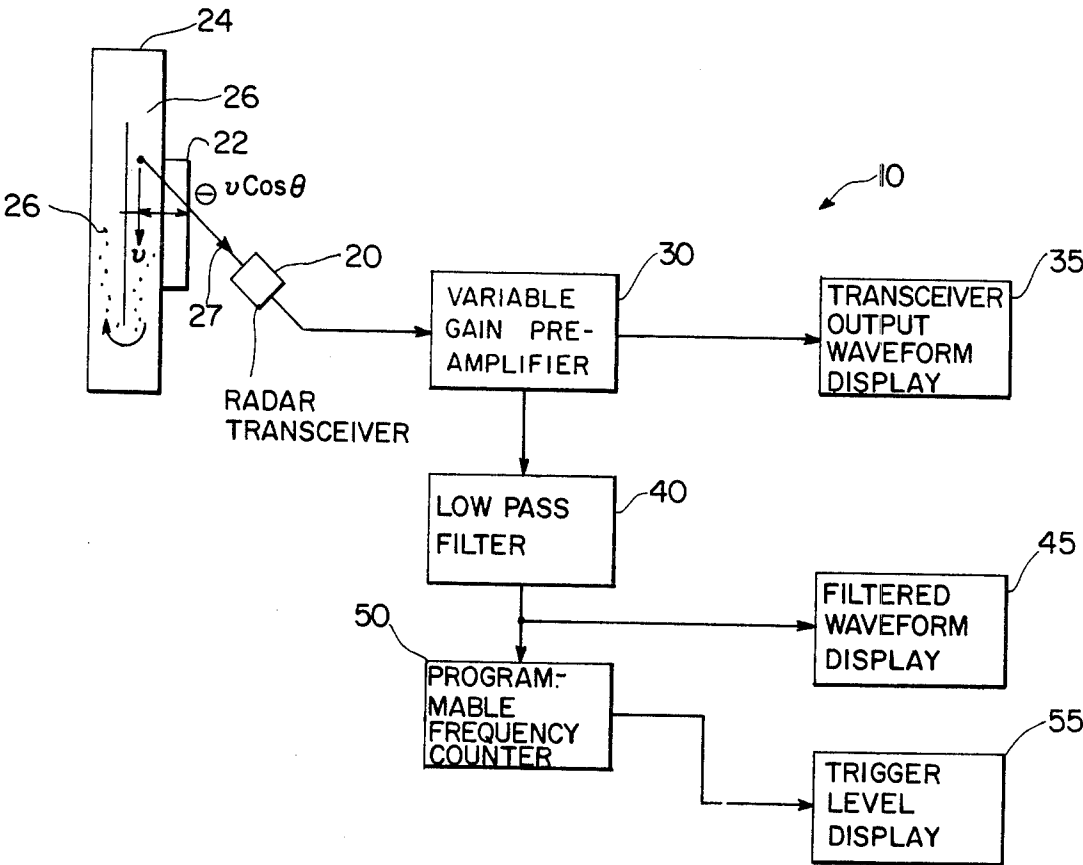 24
26
22
Θ υ Cos θ
10
26
υ
20
30
35
27
VARIABLE
GAIN PRE-
AMPLIFIER
TRANSCEIVER
OUTPUT
WAVEFORM
DISPLAY
RADAR
TRANSCEIVER
40
LOW PASS
FILTER
45
FILTERED
WAVEFORM
DISPLAY
50
PROGRAM-
MABLE
FREQUENCY
COUNTER
55
TRIGGER
LEVEL
DISPLAY